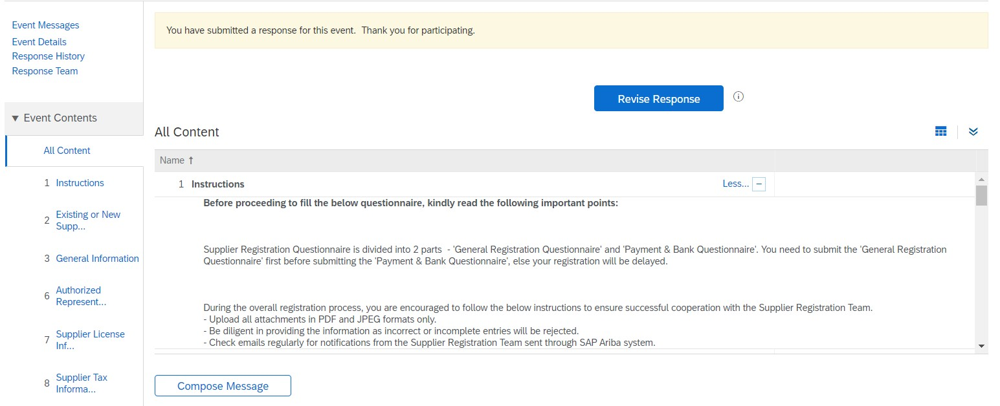 Event Messages
Event Details
Response History
Response Team
▼ Event Contents
All Content
1 Instructions
2 Existing or New
Supp...
3 General Information
6 Authorized
Represent...
7 Supplier License
Inf...
8 Supplier Tax
Informa...
You have submitted a response for this event.  Thank you for participating.
Revise Response
All Content
Name ↑
1 Instructions
Less... −
Before proceeding to fill the below questionnaire, kindly read the following important points:
Supplier Registration Questionnaire is divided into 2 parts  - 'General Registration Questionnaire' and 'Payment & Bank Questionnaire'. You need to submit the 'General Registration
Questionnaire' first before submitting the 'Payment & Bank Questionnaire', else your registration will be delayed.
During the overall registration process, you are encouraged to follow the below instructions to ensure successful cooperation with the Supplier Registration Team.
- Upload all attachments in PDF and JPEG formats only.
- Be diligent in providing the information as incorrect or incomplete entries will be rejected.
- Check emails regularly for notifications from the Supplier Registration Team sent through SAP Ariba system.
Compose Message